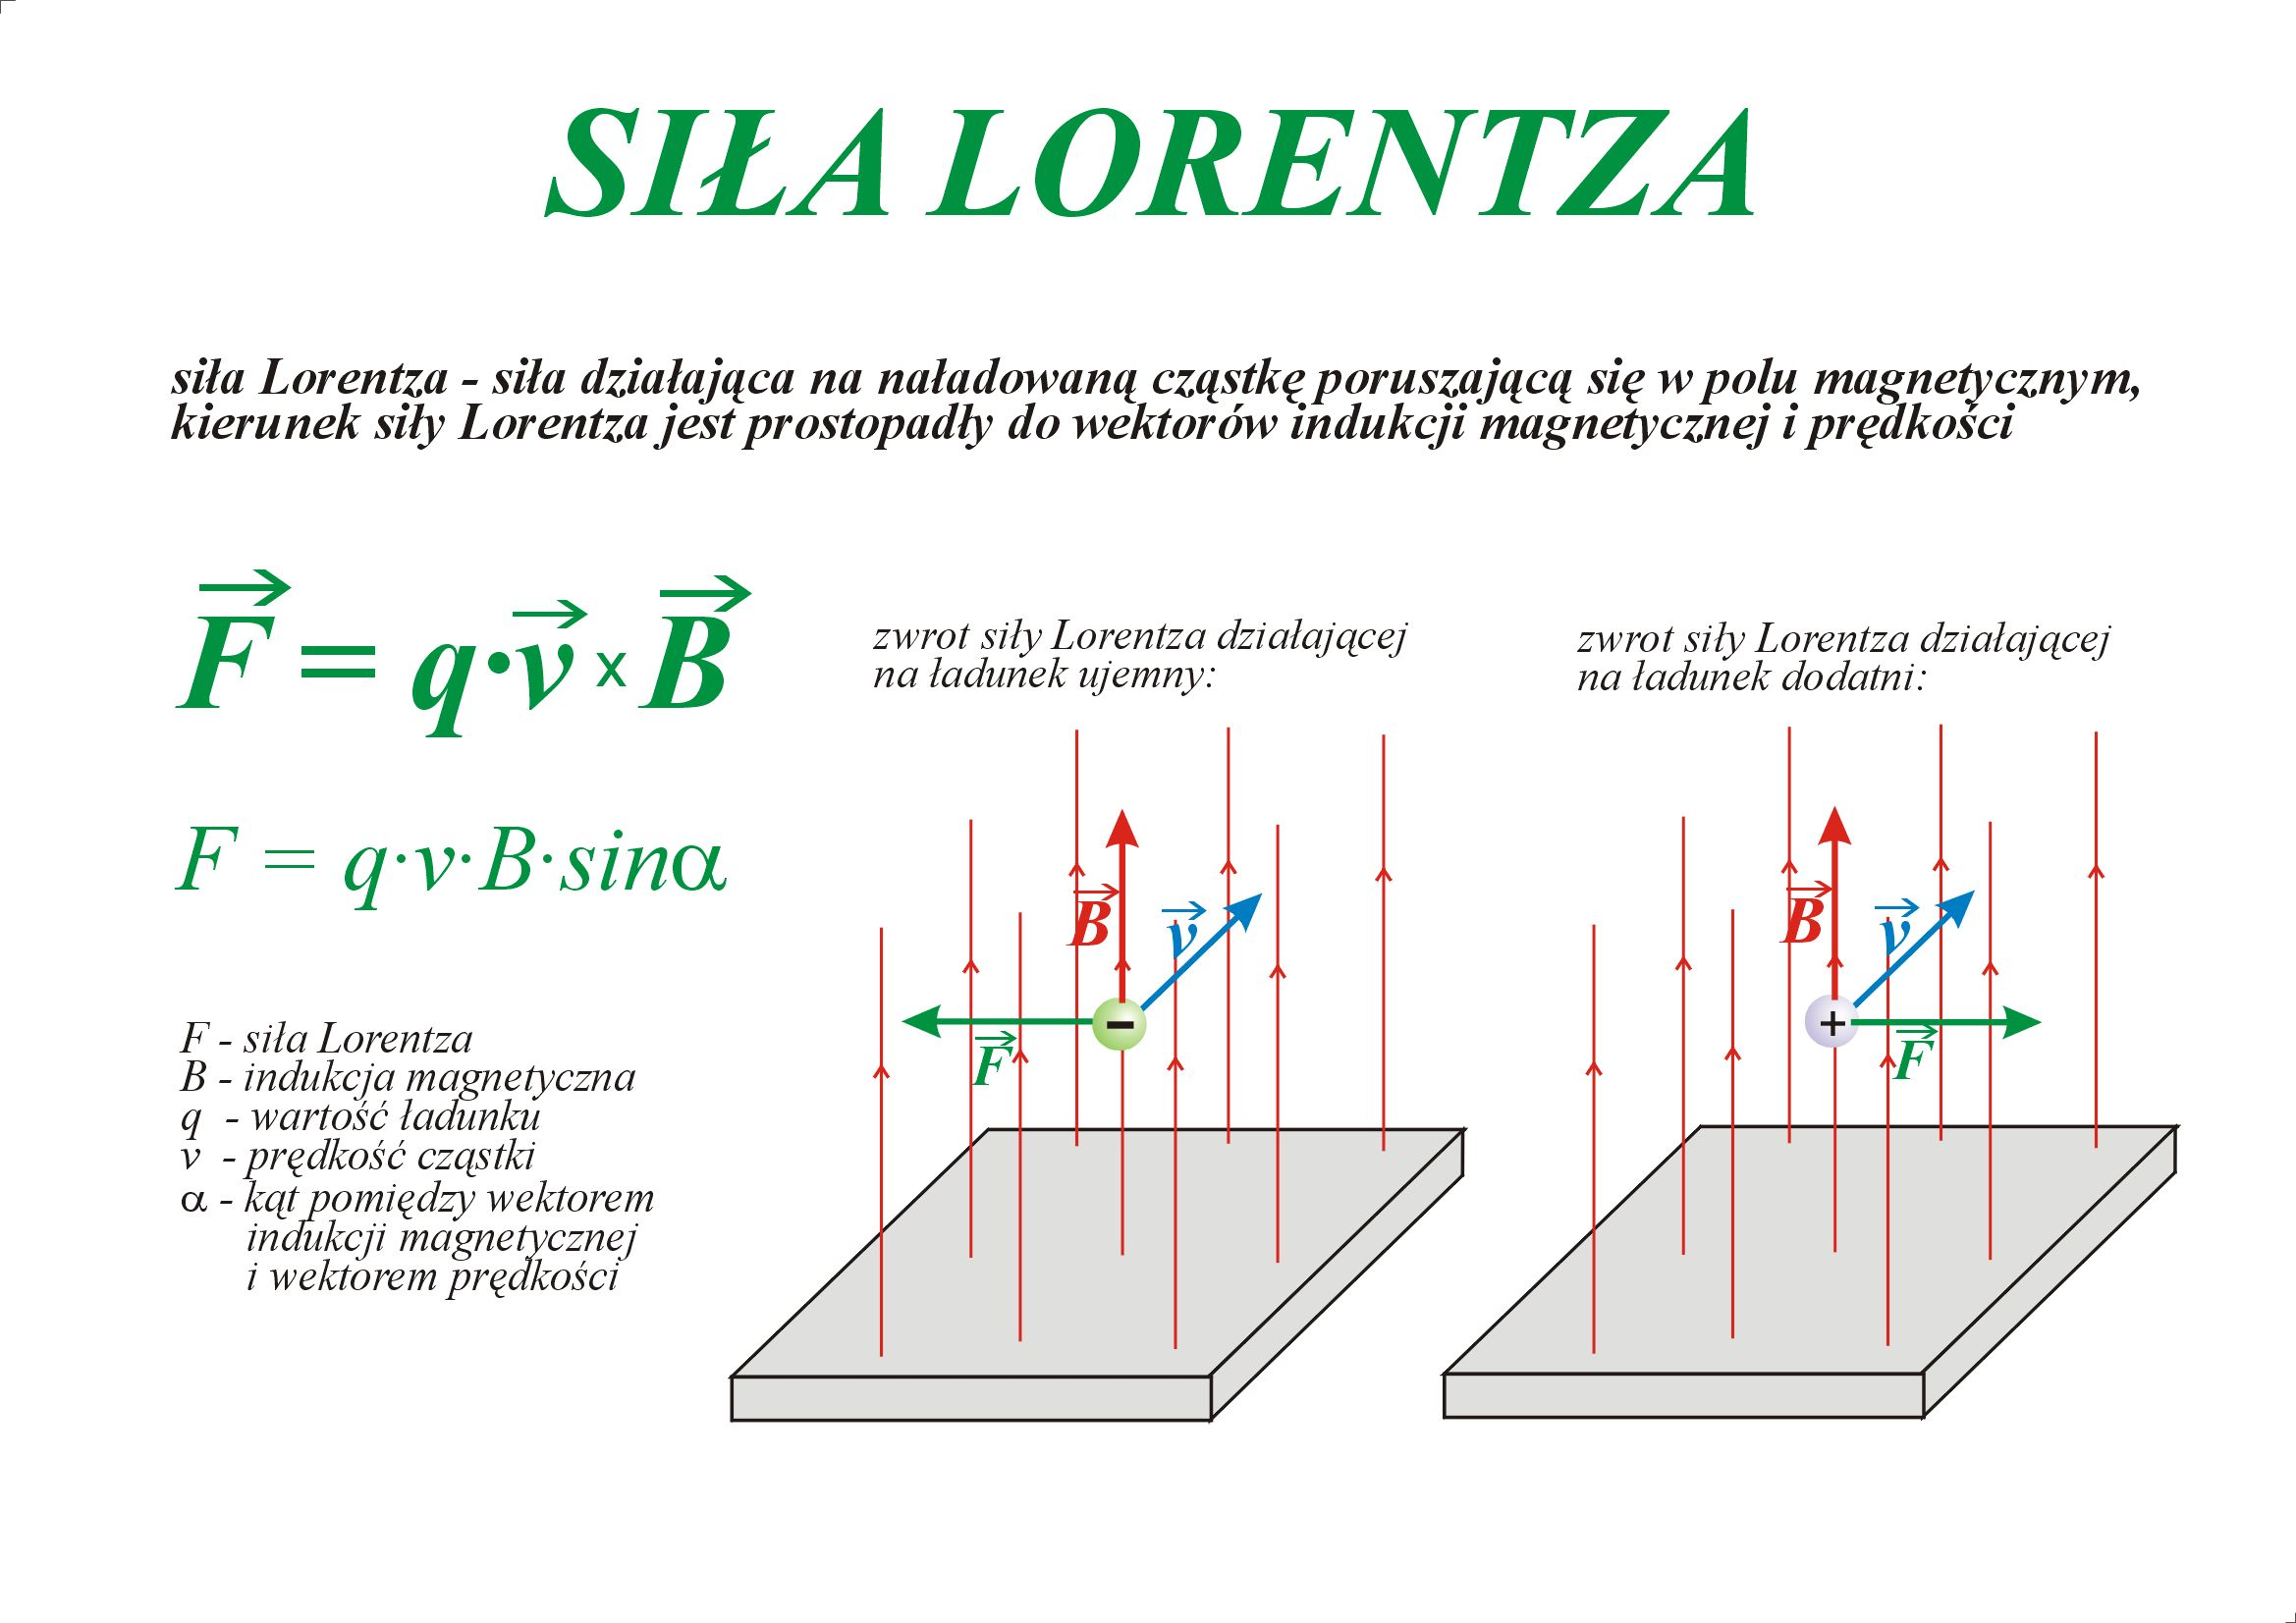 SIŁA LORENTZA
siła Lorentza - siła działająca na naładowaną cząstkę poruszającą się w polu magnetycznym,
kierunek siły Lorentza jest prostopadły do wektorów indukcji magnetycznej i prędkości
F = q·v x B
F = q·v·B·sinα
F - siła Lorentza
B - indukcja magnetyczna
q - wartość ładunku
v - prędkość cząstki
α - kąt pomiędzy wektorem
indukcji magnetycznej
i wektorem prędkości
zwrot siły Lorentza działającej
na ładunek ujemny:
B
v
−
F
zwrot siły Lorentza działającej
na ładunek dodatni:
B
v
+
F